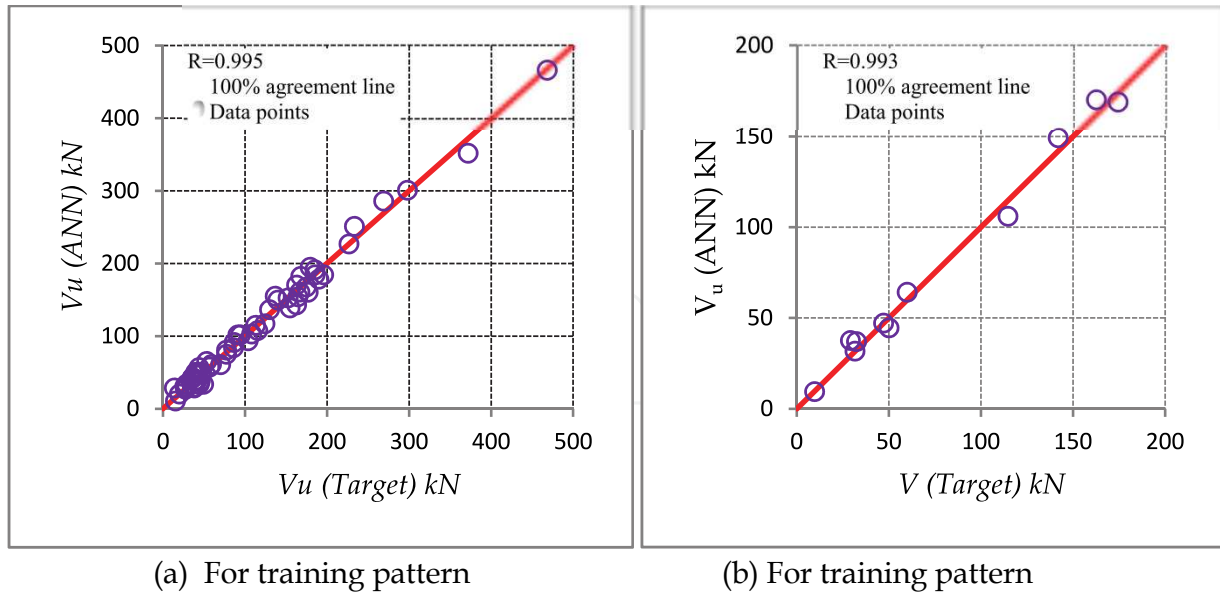 500
400
300
200
100
0
R=0.995
100% agreement line
Data points
Vu (ANN) kN
0 100 200 300 400 500
Vu (Target) kN
(a) For training pattern
200
150
100
50
0
R=0.993
100% agreement line
Data points
Vu (ANN) kN
0 50 100 150 200
V (Target) kN
(b) For training pattern